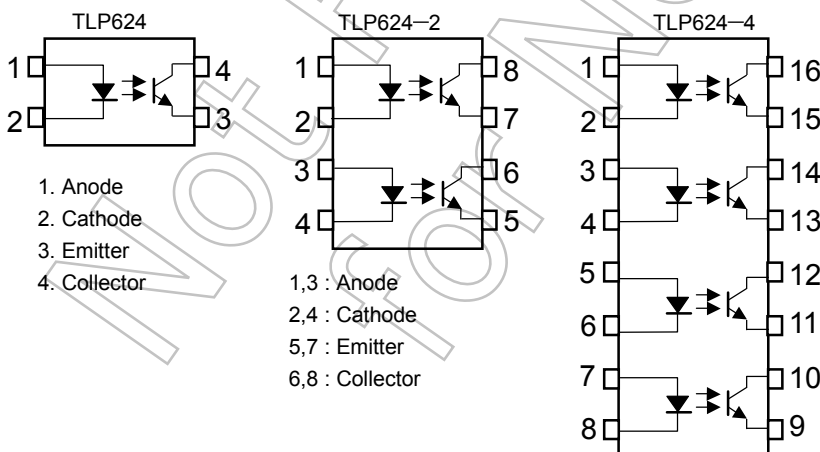 TLP624
1
2
4
3
1. Anode
2. Cathode
3. Emitter
4. Collector
TLP624−2
1
2
3
4
8
7
6
5
1,3 : Anode
2,4 : Cathode
5,7 : Emitter
6,8 : Collector
TLP624−4
1
2
3
4
5
6
7
8
16
15
14
13
12
11
10
9
Not
for